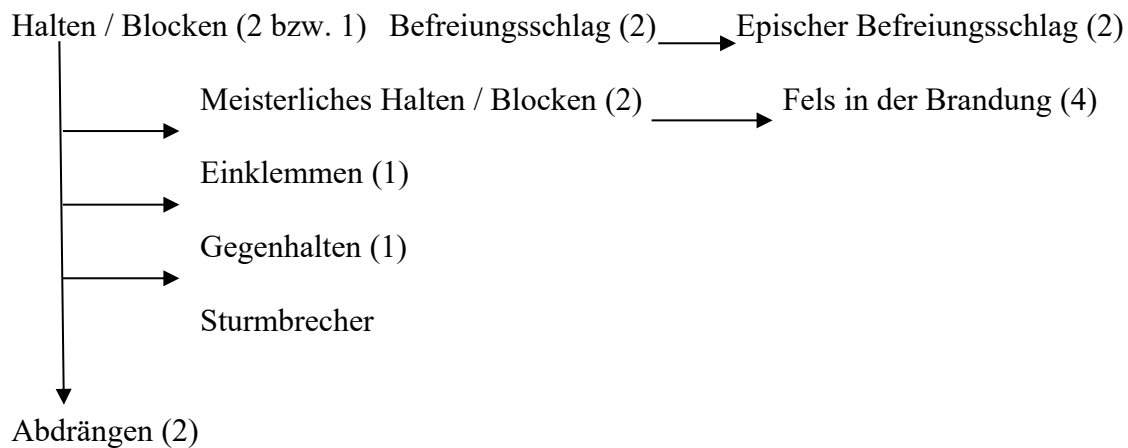 Halten / Blocken (2 bzw. 1) Befreiungsschlag (2) Epischer Befreiungsschlag (2)
Meisterliches Halten / Blocken (2) Fels in der Brandung (4)
Einklemmen (1)
Gegenhalten (1)
Sturmbrecher
Abdrängen (2)